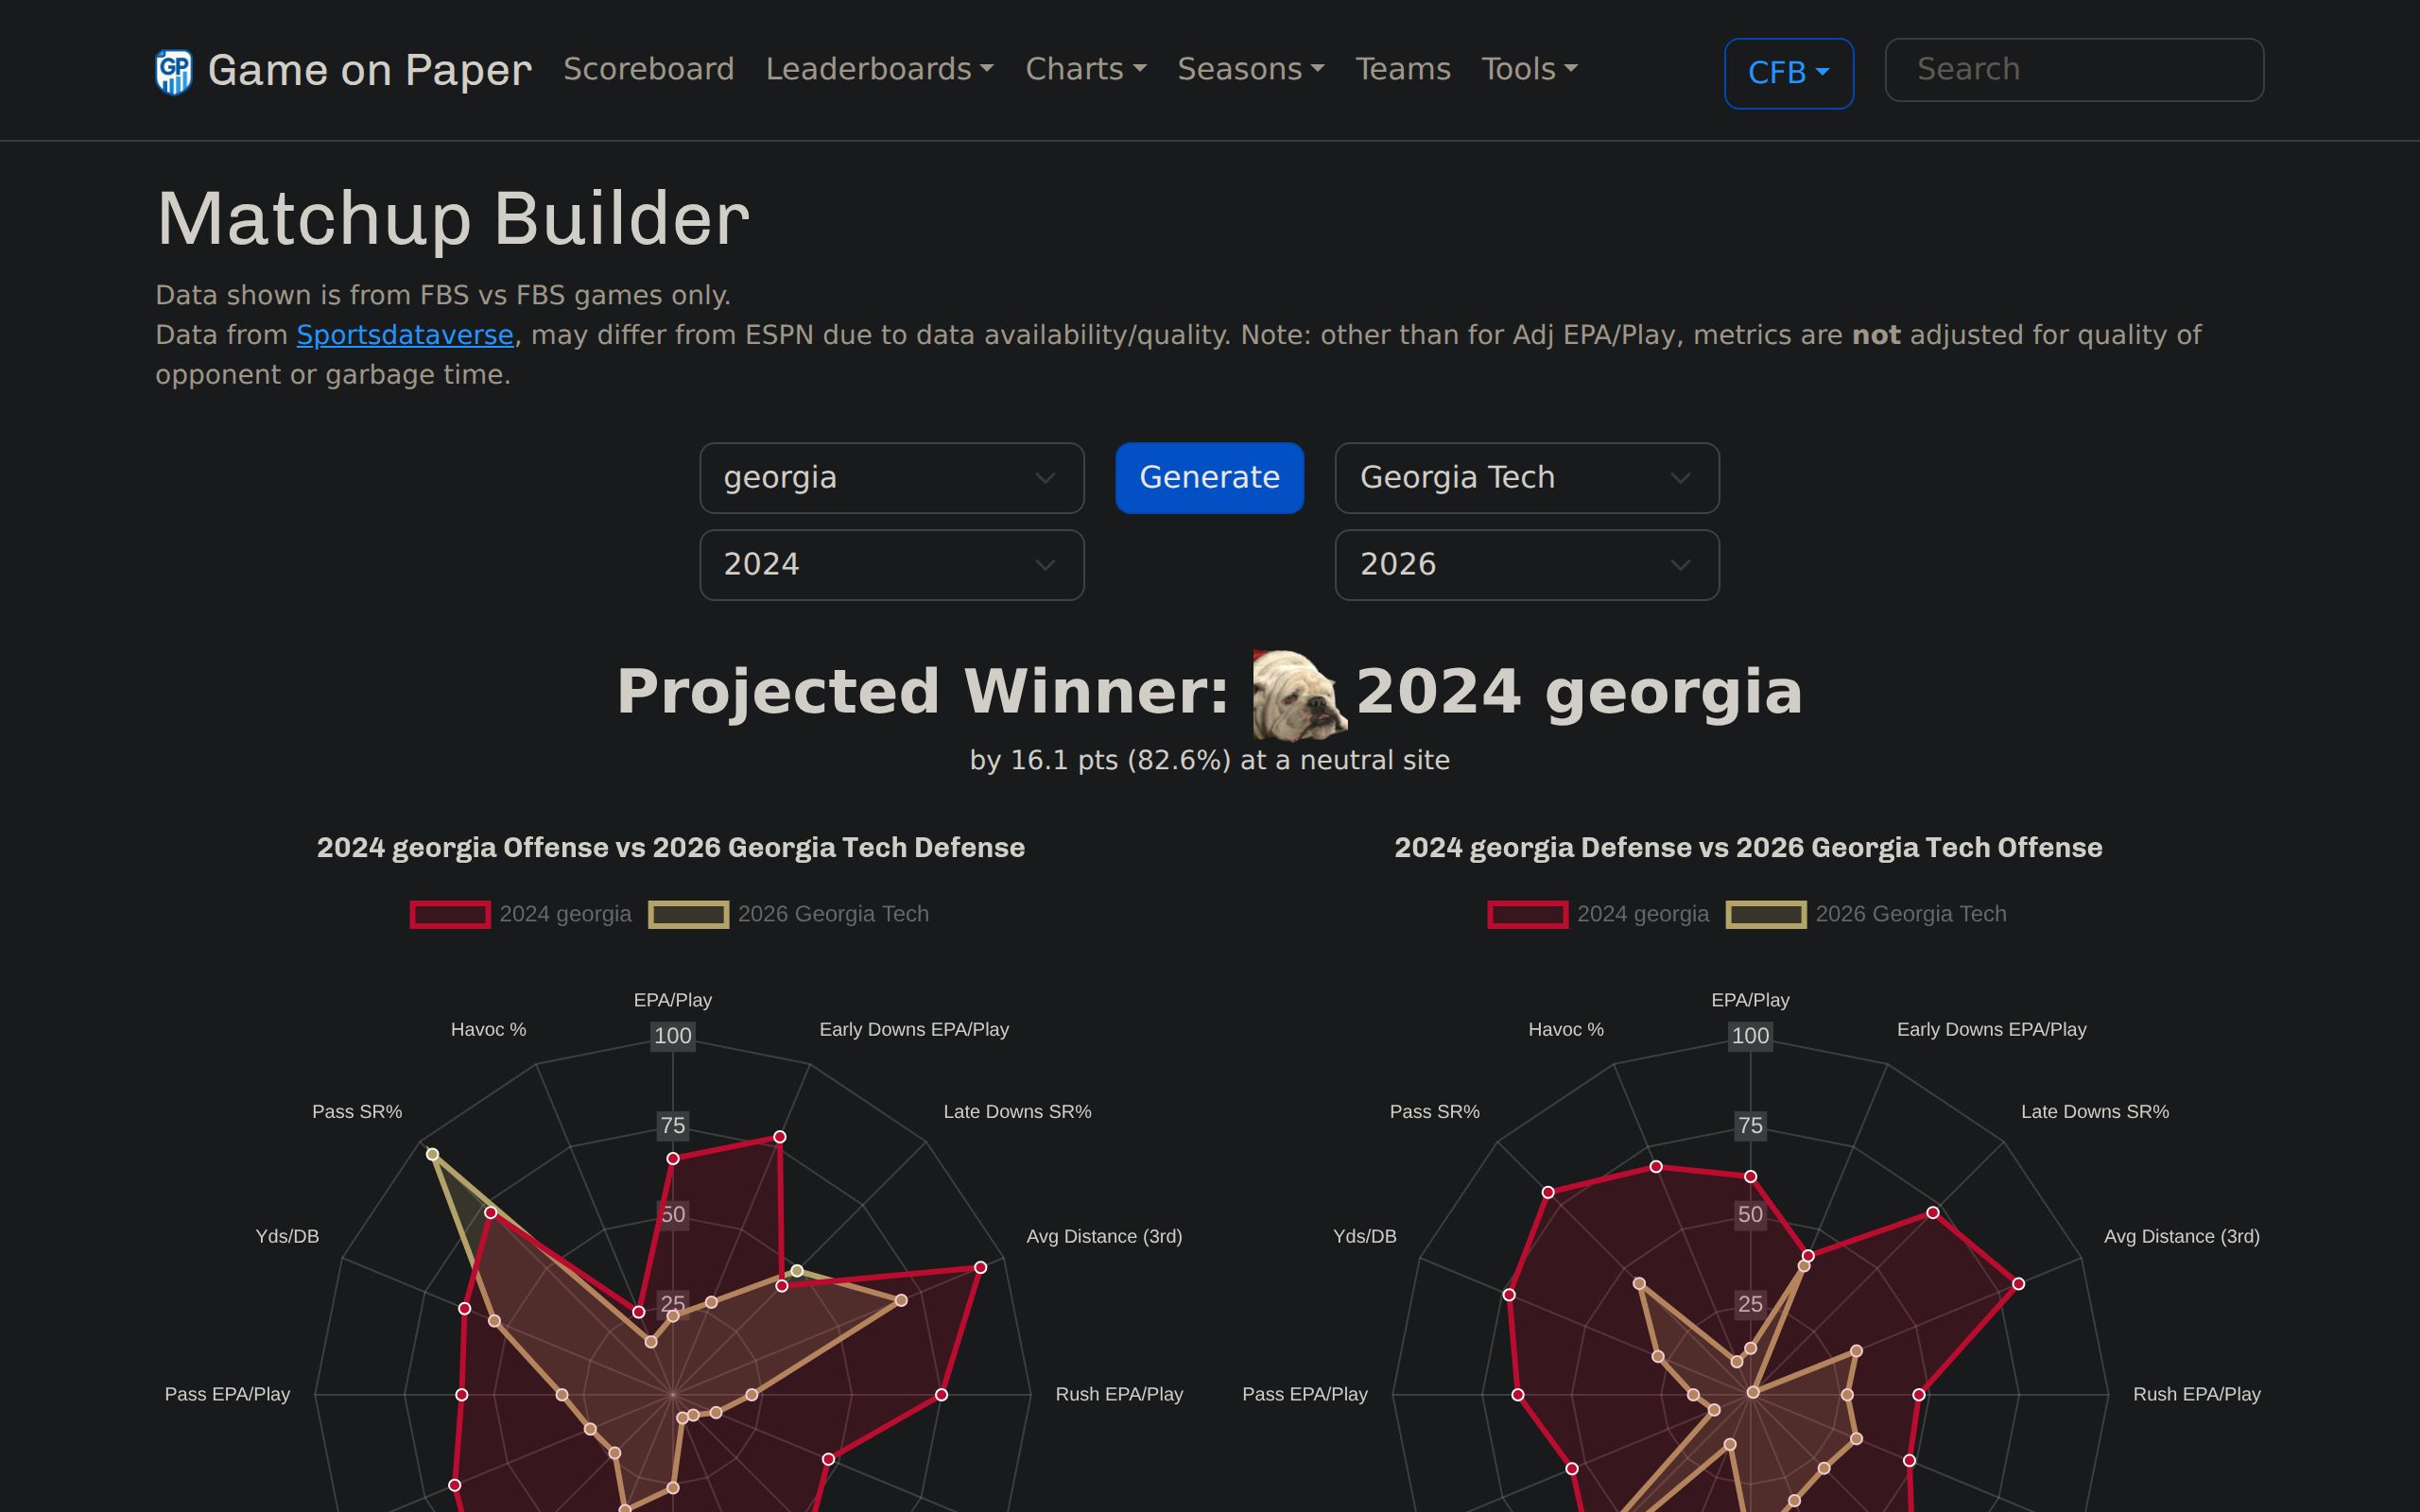 GP Game on Paper Scoreboard Leaderboards Charts Seasons Teams Tools CFB Search
Matchup Builder
Data shown is from FBS vs FBS games only.
Data from Sportsdataverse, may differ from ESPN due to data availability/quality. Note: other than for Adj EPA/Play, metrics are not adjusted for quality of
opponent or garbage time.
georgia Generate Georgia Tech
2024 2026
Projected Winner: 2024 georgia
by 16.1 pts (82.6%) at a neutral site
2024 georgia Offense vs 2026 Georgia Tech Defense
2024 georgia 2026 Georgia Tech
EPA/Play
100
Havoc % Early Downs EPA/Play
Pass SR% Late Downs SR%
75
Yds/DB Avg Distance (3rd)
50
25
Pass EPA/Play Rush EPA/Play
2024 georgia Defense vs 2026 Georgia Tech Offense
2024 georgia 2026 Georgia Tech
EPA/Play
100
Havoc % Early Downs EPA/Play
Pass SR% Late Downs SR%
75
Yds/DB Avg Distance (3rd)
50
25
Pass EPA/Play Rush EPA/Play